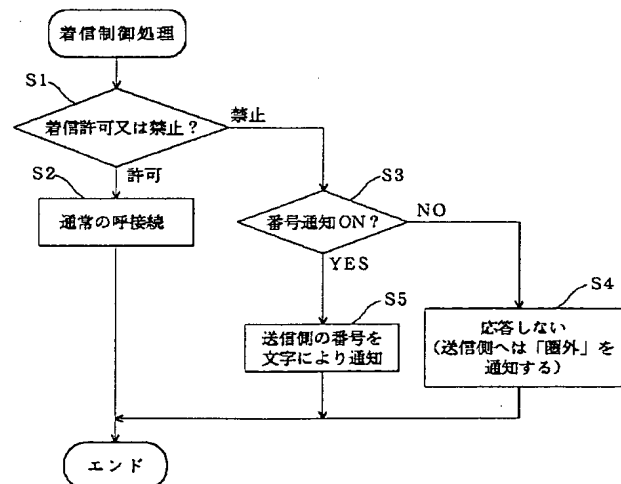 着信制御処理
S1
着信許可又は禁止?
禁止
S2
許可
通常の呼接続
S3
番号通知ON?
NO
YES
S5
送信側の番号を
文字により通知
S4
応答しない
(送信側へは「圏外」を
通知する)
エンド